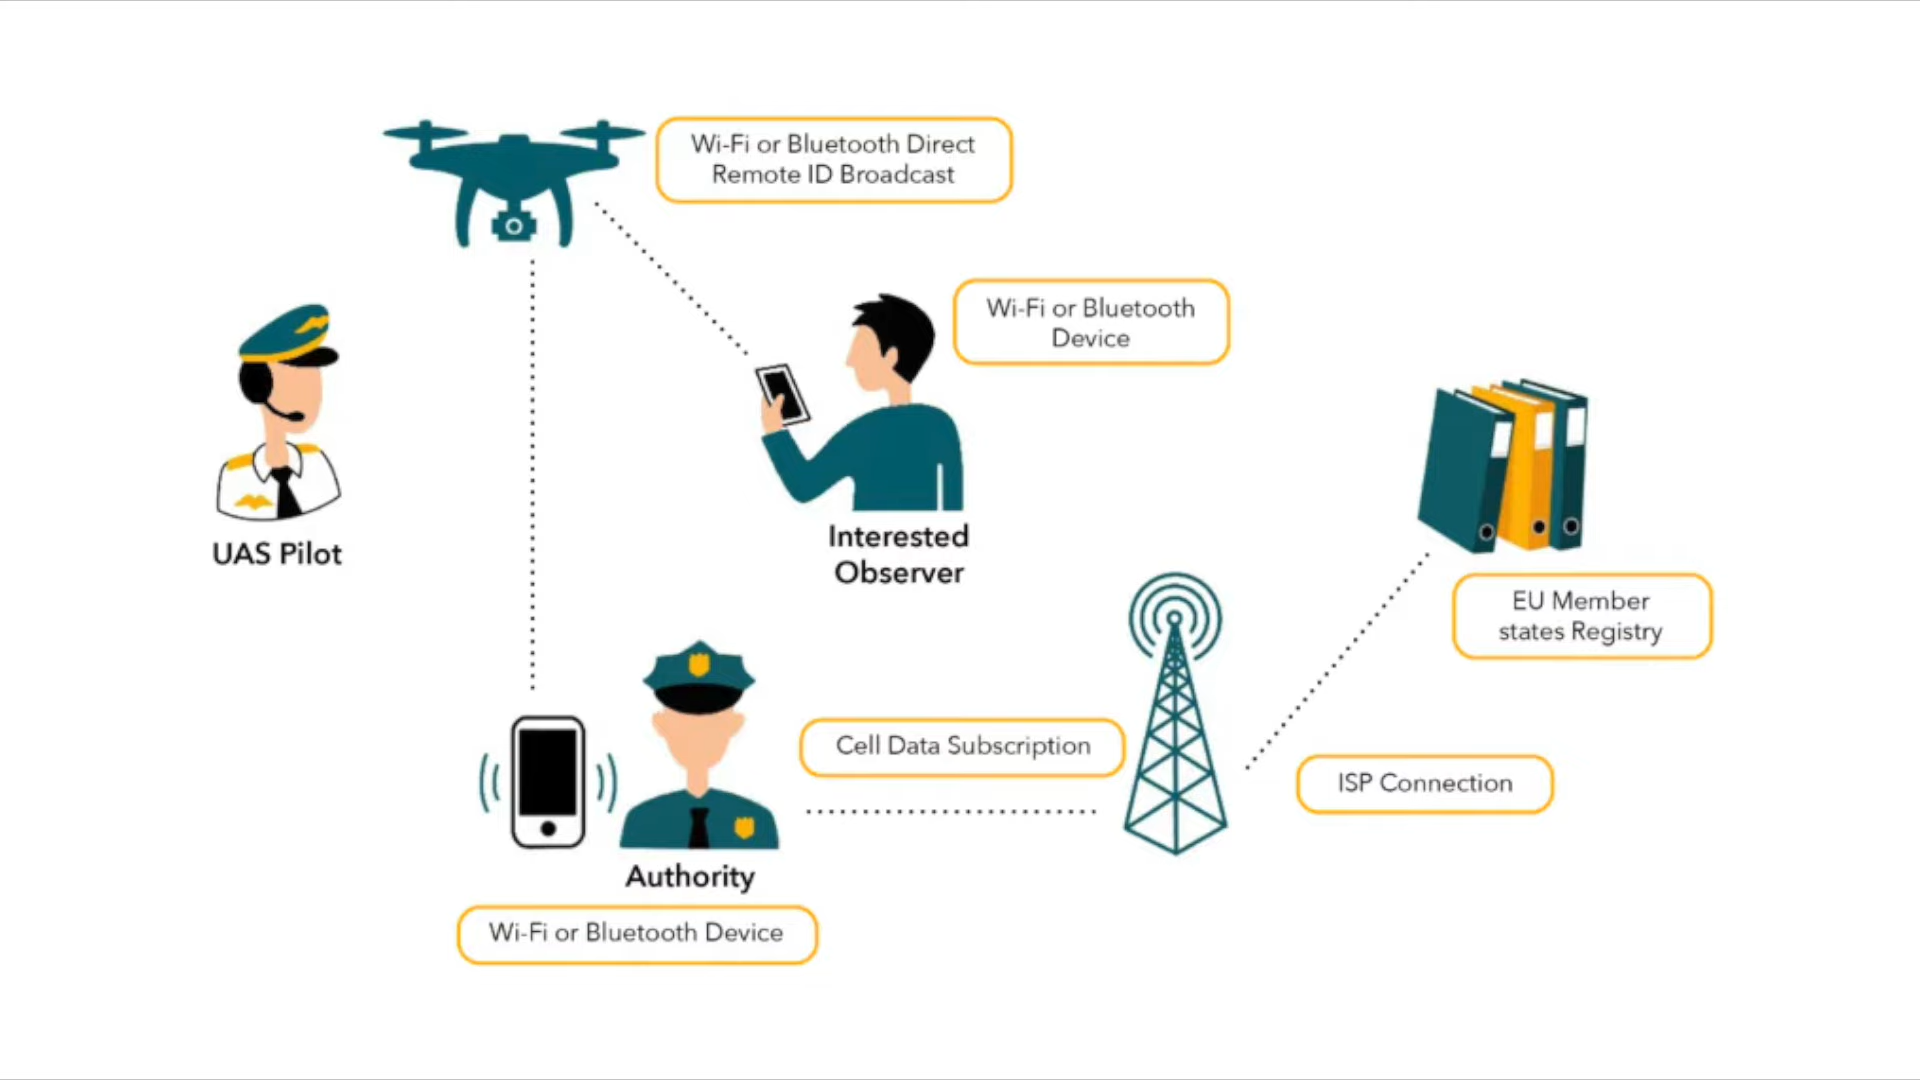 Wi-Fi or Bluetooth Direct
Remote ID Broadcast
Wi-Fi or Bluetooth
Device
UAS Pilot
Interested
Observer
EU Member
states Registry
Cell Data Subscription
ISP Connection
Authority
Wi-Fi or Bluetooth Device